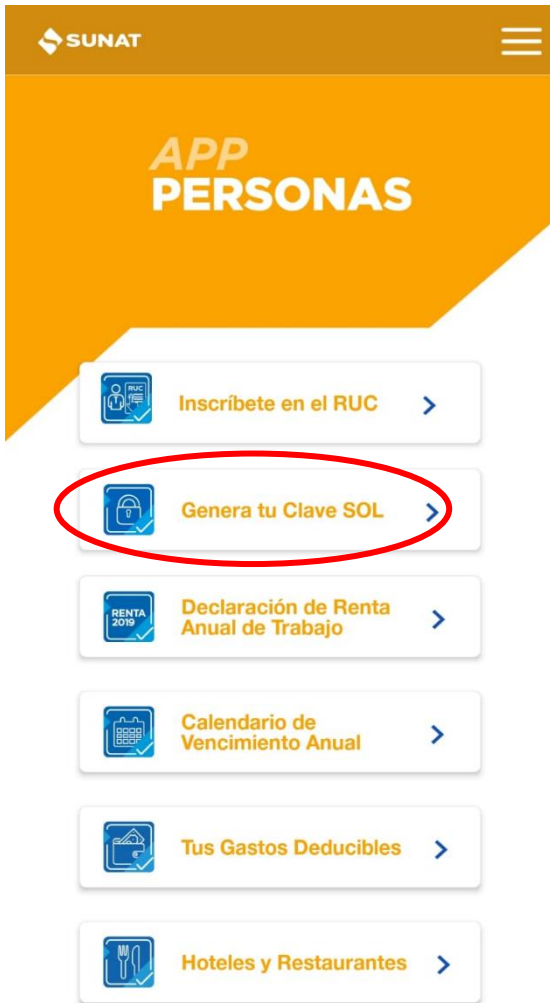 SUNAT
APP
PERSONAS
RUC
Inscríbete en el RUC
Genera tu Clave SOL
RENTA
2019
Declaración de Renta
Anual de Trabajo
Calendario de
Vencimiento Anual
Tus Gastos Deducibles
Hoteles y Restaurantes